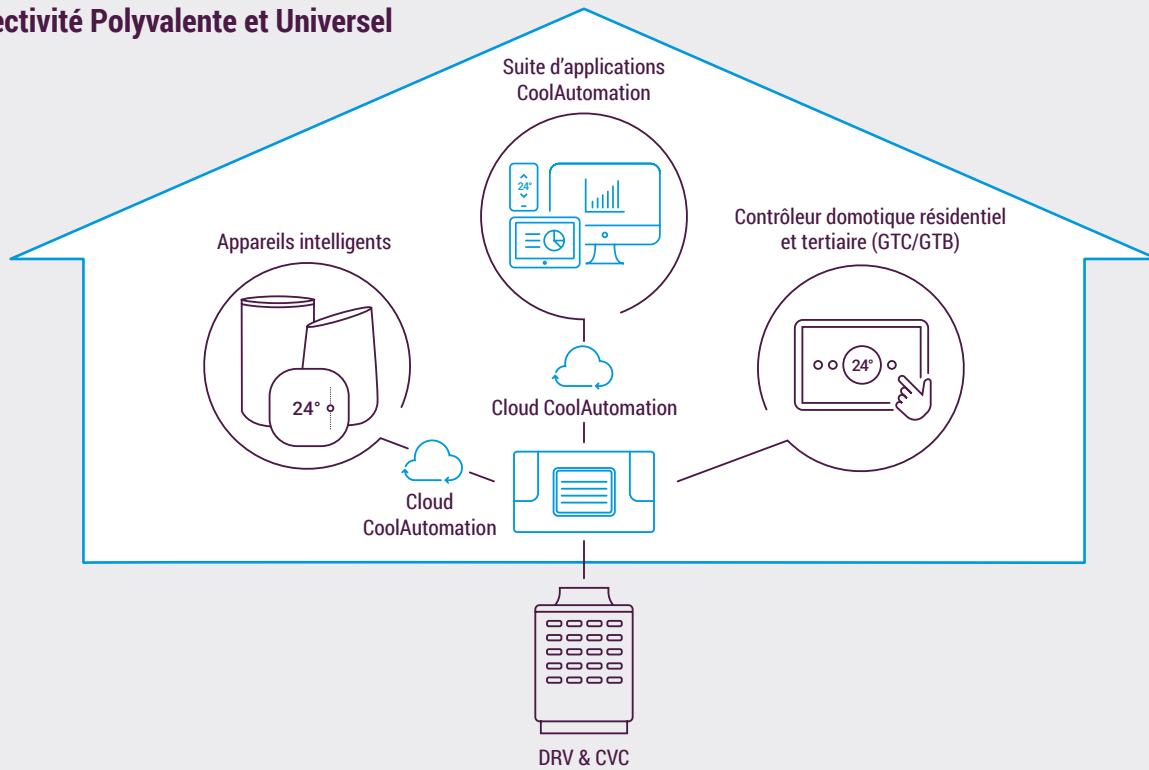 ectivité Polyvalente et Universel
Suite d'applications
CoolAutomation
24°
Appareils intelligents
Contrôleur domotique résidentiel
et tertiaire (GTC/GTB)
24°
24°
Cloud CoolAutomation
Cloud
CoolAutomation
DRV & CVC